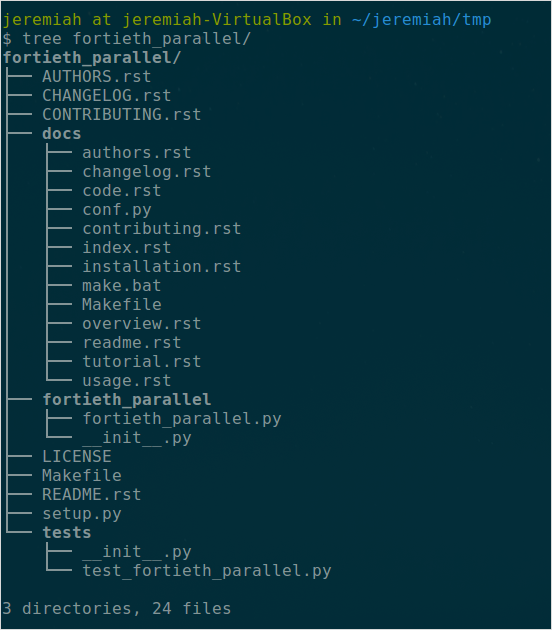 jeremiah at jeremiah-VirtualBox in ~/jeremiah/tmp
$ tree fortieth_parallel/
fortieth_parallel/
├── AUTHORS.rst
├── CHANGELOG.rst
├── CONTRIBUTING.rst
├── docs
│   ├── authors.rst
│   ├── changelog.rst
│   ├── code.rst
│   ├── conf.py
│   ├── contributing.rst
│   ├── index.rst
│   ├── installation.rst
│   ├── make.bat
│   ├── Makefile
│   ├── overview.rst
│   ├── readme.rst
│   ├── tutorial.rst
│   └── usage.rst
├── fortieth_parallel
│   ├── fortieth_parallel.py
│   └── __init__.py
├── LICENSE
├── Makefile
├── README.rst
├── setup.py
└── tests
    ├── __init__.py
    └── test_fortieth_parallel.py
3 directories, 24 files